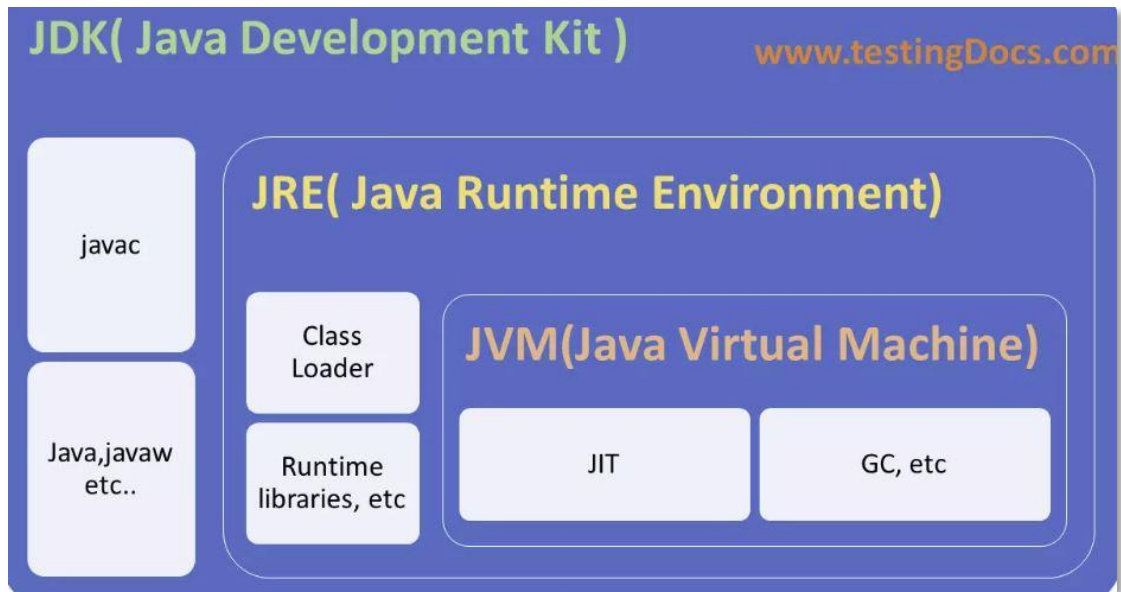 JDK( Java Development Kit )
www.testingDocs.com
JRE( Java Runtime Environment)
javac
Class
Loader
JVM(Java Virtual Machine)
Java,javaw
etc..
Runtime
libraries, etc
JIT
GC, etc